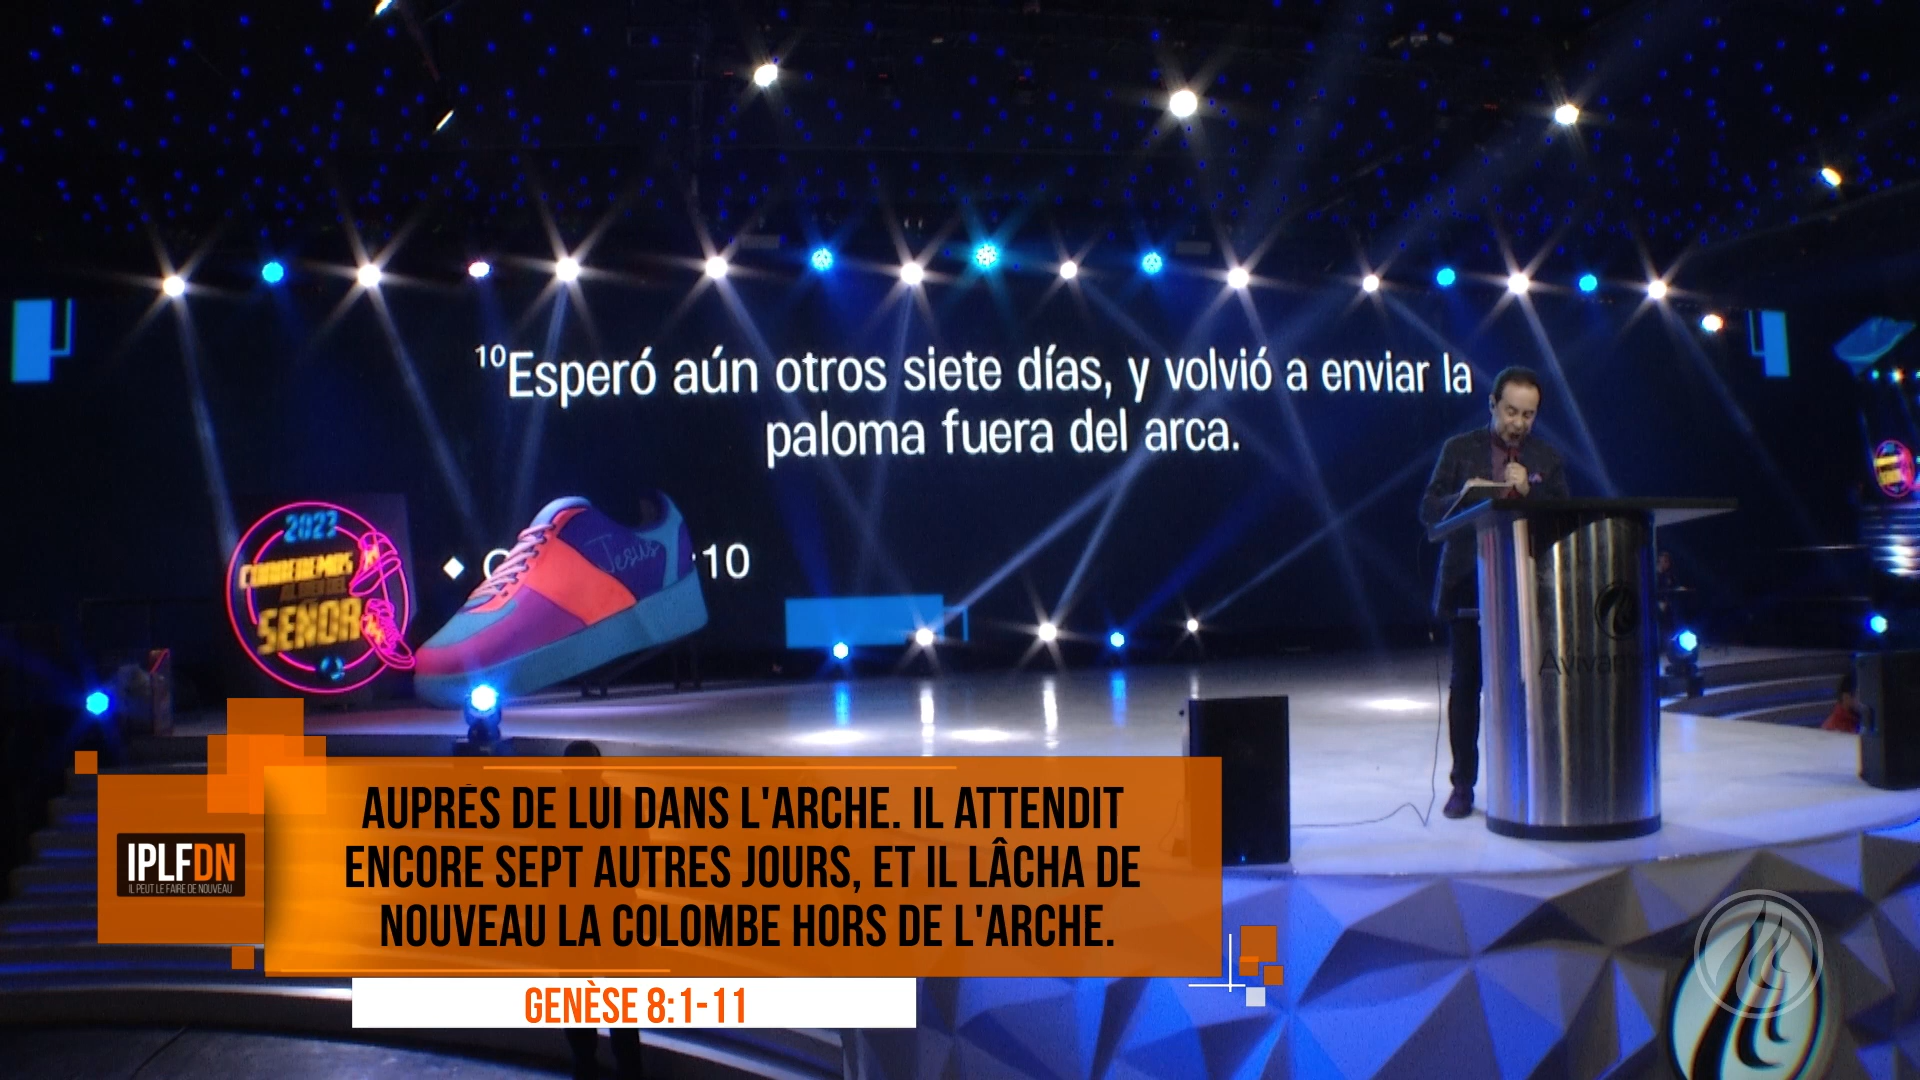 ¹⁰Esperó aún otros siete días, y volvió a enviar la
paloma fuera del arca.
:10
2023
CORREREMOS
SEÑOR
Jesus
AUPRÈS DE LUI DANS L'ARCHE. IL ATTENDIT
ENCORE SEPT AUTRES JOURS, ET IL LÂCHA DE
NOUVEAU LA COLOMBE HORS DE L'ARCHE.
IPLFDN
IL PEUT LE FAIRE DE NOUVEAU
GENÈSE 8:1-11